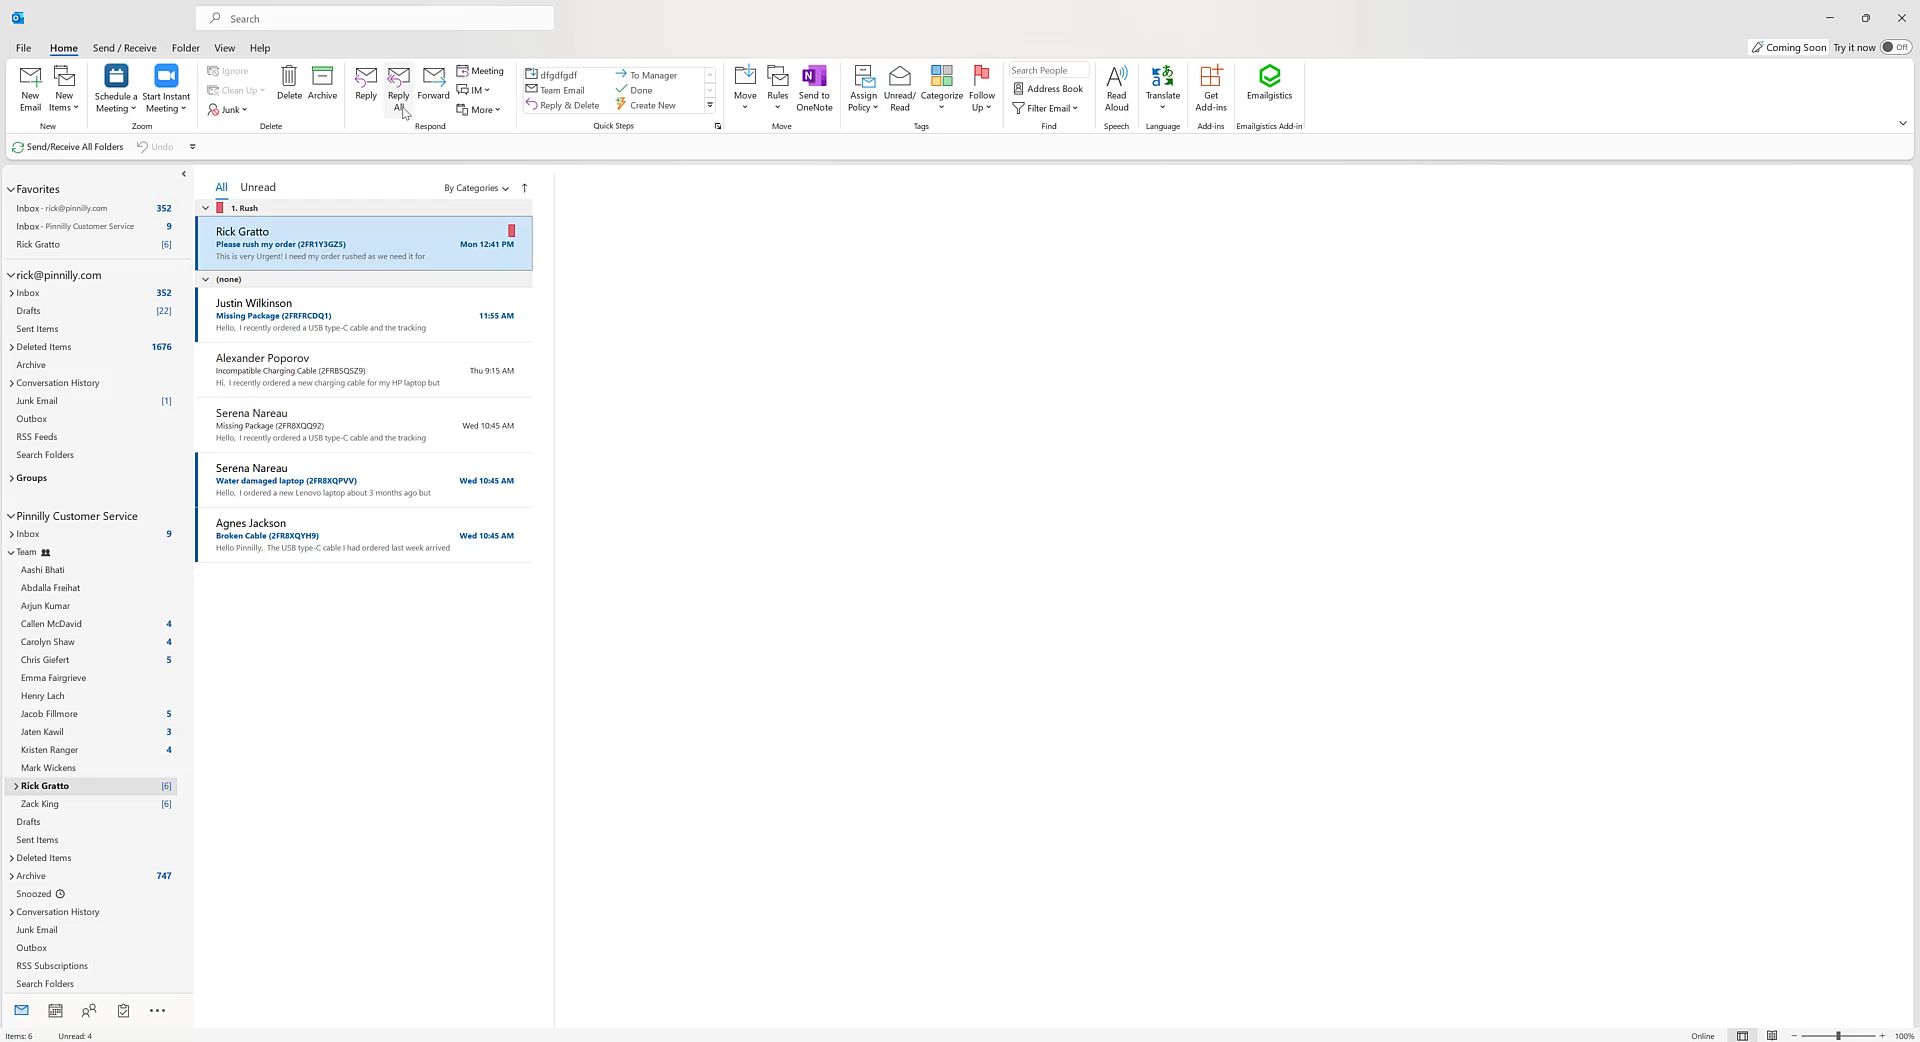 Search
File Home Send / Receive Folder View Help
Coming Soon Try it now Off
New Email
New Items
Schedule a Meeting
Start Instant Meeting
Ignore
Clean Up
Junk
Delete
Archive
Reply
Reply All
Forward
Meeting
IM
More
dfgdfgdf
Team Email
Reply & Delete
To Manager
Done
Create New
Move
Rules
Send to OneNote
Assign Policy
Unread/ Read
Categorize
Follow Up
Search People
Address Book
Filter Email
Read Aloud
Translate
Get Add-ins
Emailgistics
New
Zoom
Delete
Respond
Quick Steps
Move
Tags
Find
Speech
Language
Add-ins
Emailgistics Add-in
Send/Receive All Folders Undo
Favorites
Inbox - rick@pinnilly.com 352
Inbox - Pinnilly Customer Service 9
Rick Gratto [6]
rick@pinnilly.com
Inbox 352
Drafts [22]
Sent Items
Deleted Items 1676
Archive
Conversation History
Junk Email [1]
Outbox
RSS Feeds
Search Folders
Groups
Pinnilly Customer Service
Inbox 9
Team
Aashi Bhati
Abdalla Freihat
Arjun Kumar
Callen McDavid 4
Carolyn Shaw 4
Chris Giefert 5
Emma Fairgrieve
Henry Lach
Jacob Fillmore 5
Jaten Kawil 3
Kristen Ranger 4
Mark Wickens
Rick Gratto [6]
Zack King [6]
Drafts
Sent Items
Deleted Items
Archive 747
Snoozed
Conversation History
Junk Email
Outbox
RSS Subscriptions
Search Folders
All Unread By Categories
1. Rush
Rick Gratto
Please rush my order (2FR1Y3GZ5) Mon 12:41 PM
This is very Urgent! I need my order rushed as we need it for
(none)
Justin Wilkinson
Missing Package (2FRFRCDQ1) 11:55 AM
Hello, I recently ordered a USB type-C cable and the tracking
Alexander Poporov
Incompatible Charging Cable (2FRBSQSZ9) Thu 9:15 AM
Hi, I recently ordered a new charging cable for my HP laptop but
Serena Nareau
Missing Package (2FR8XQQ92) Wed 10:45 AM
Hello, I recently ordered a USB type-C cable and the tracking
Serena Nareau
Water damaged laptop (2FR8XQPVV) Wed 10:45 AM
Hello, I ordered a new Lenovo laptop about 3 months ago but
Agnes Jackson
Broken Cable (2FR8XQYH9) Wed 10:45 AM
Hello Pinnilly, The USB type-C cable I had ordered last week arrived
Items: 6 Unread: 4
Online 100%